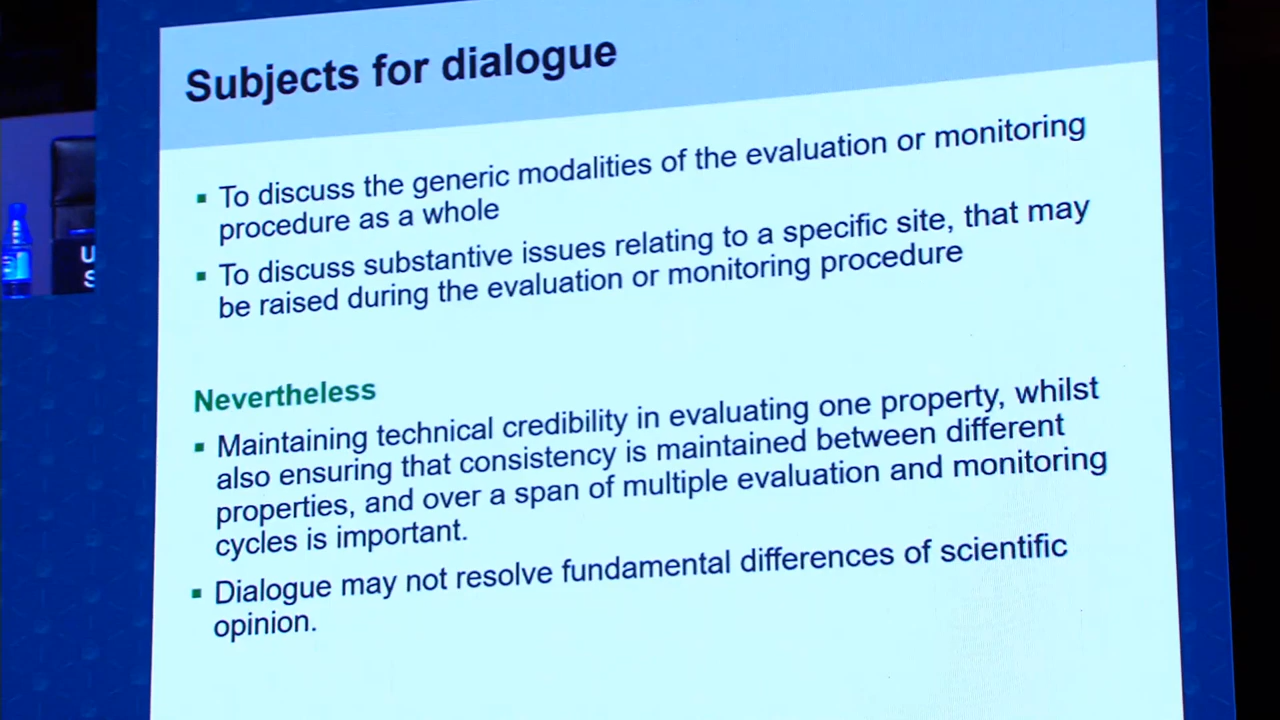 Subjects for dialogue
▪ To discuss the generic modalities of the evaluation or monitoring
procedure as a whole
▪ To discuss substantive issues relating to a specific site, that may
be raised during the evaluation or monitoring procedure
Nevertheless
▪ Maintaining technical credibility in evaluating one property, whilst
also ensuring that consistency is maintained between different
properties, and over a span of multiple evaluation and monitoring
cycles is important.
▪ Dialogue may not resolve fundamental differences of scientific
opinion.